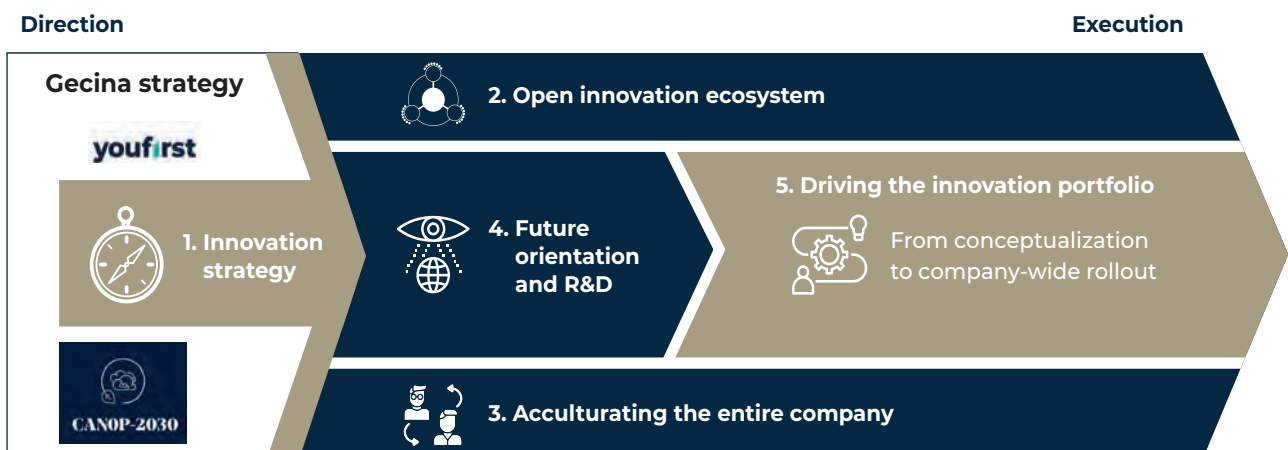 Direction
Execution
Gecina strategy
youfirst
1. Innovation
strategy
CANOP-2030
2. Open innovation ecosystem
4. Future
orientation
and R&D
5. Driving the innovation portfolio
From conceptualization
to company-wide rollout
3. Acculturating the entire company